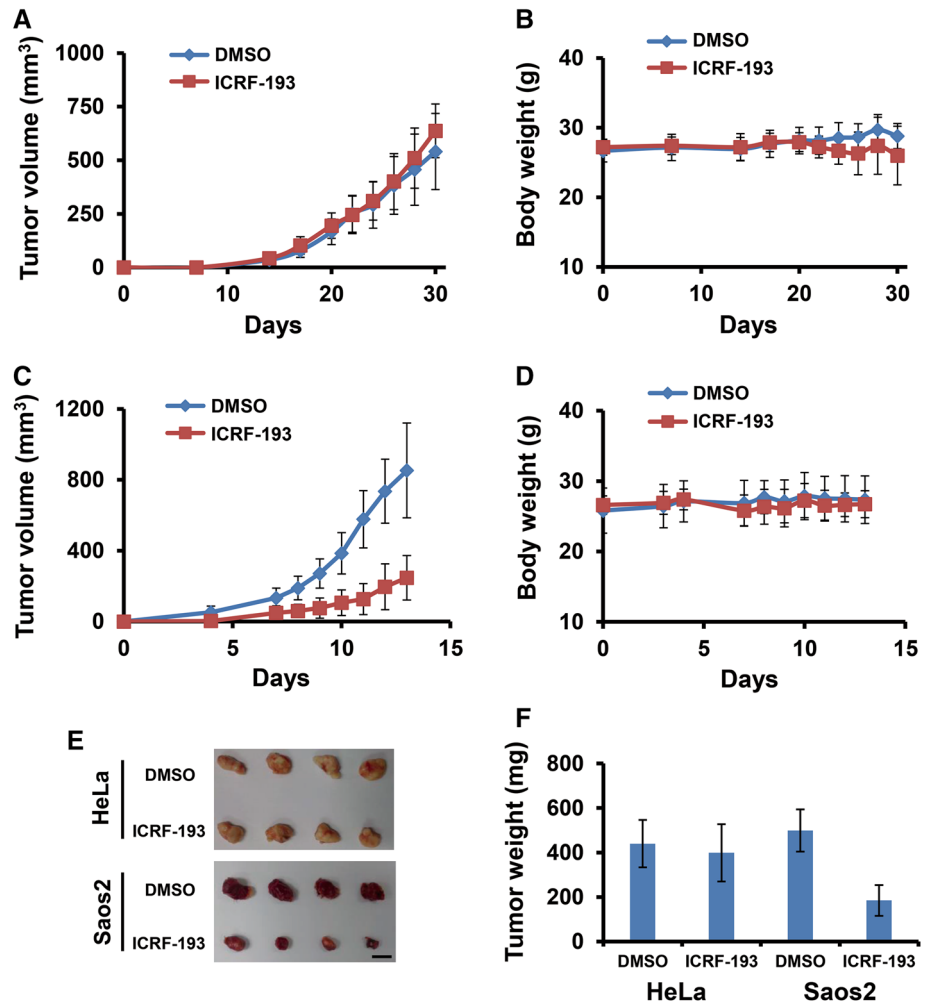 A
DMSO
ICRF-193
Tumor volume (mm³)
1000
750
500
250
0
0 10 20 30
Days
B
DMSO
ICRF-193
Body weight (g)
40
30
20
10
0 10 20 30
Days
C
DMSO
ICRF-193
Tumor volume (mm³)
1200
800
400
0
0 5 10 15
Days
D
DMSO
ICRF-193
Body weight (g)
40
30
20
10
0 5 10 15
Days
E
HeLa
DMSO
ICRF-193
Saos2
DMSO
ICRF-193
F
Tumor weight (mg)
800
600
400
200
0
DMSO ICRF-193 DMSO ICRF-193
HeLa Saos2